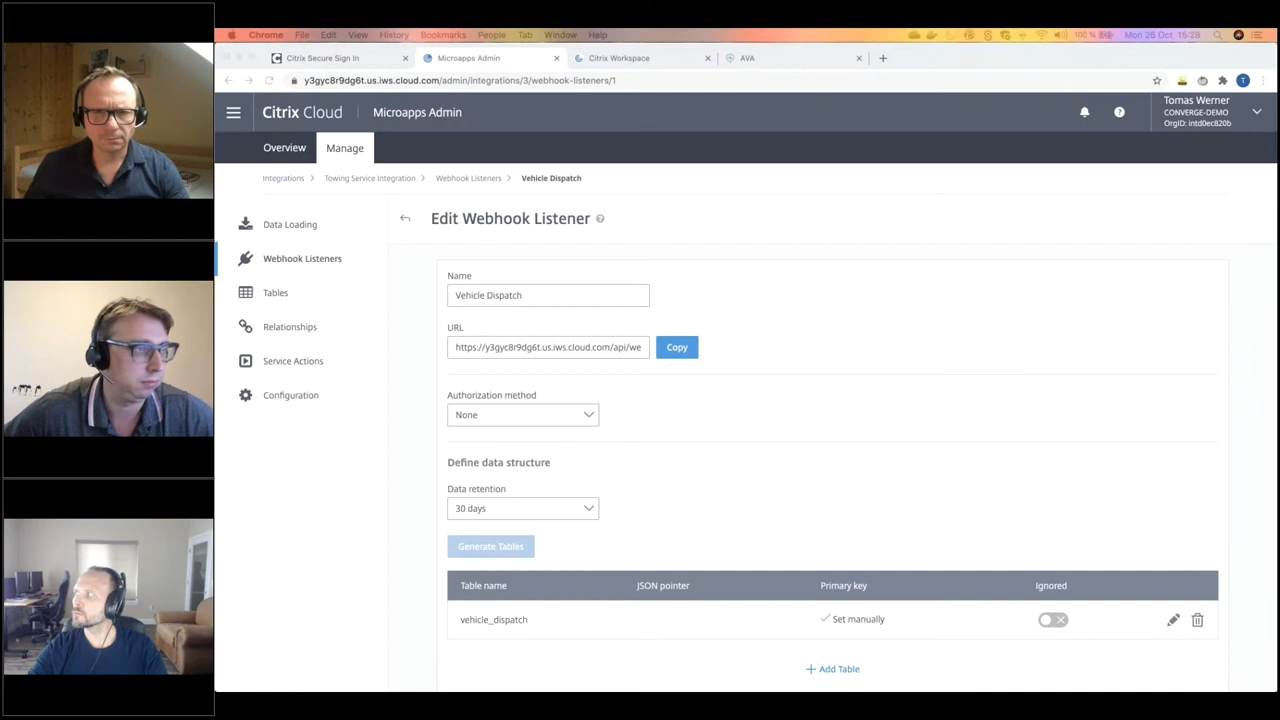 Chrome File Edit View History Bookmarks People Tab Window Help 100 % Mon 26 Oct 15:28
Citrix Secure Sign In Microapps Admin Citrix Workspace AVA
y3gyc8r9dg6t.us.iws.cloud.com/admin/integrations/3/webhook-listeners/1
T
Citrix Cloud Microapps Admin
Tomas Werner
CONVERGE-DEMO
OrgID: intd0ec820b
Overview Manage
Integrations > Towing Service Integration > Webhook Listeners > Vehicle Dispatch
Data Loading
Webhook Listeners
Tables
Relationships
Service Actions
Configuration
Edit Webhook Listener
Name
Vehicle Dispatch
URL
https://y3gyc8r9dg6t.us.iws.cloud.com/api/we Copy
Authorization method
None
Define data structure
Data retention
30 days
Generate Tables
Table name JSON pointer Primary key Ignored
vehicle_dispatch Set manually
+ Add Table